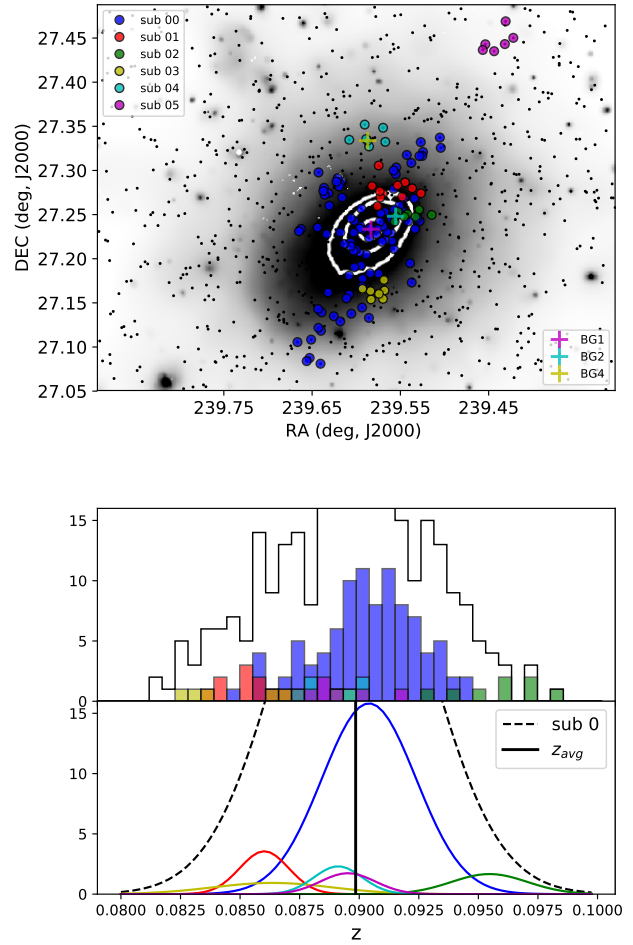 27.45
27.40
27.35
27.30
27.25
27.20
27.15
27.10
27.05
DEC (deg, J2000)
sub 00
sub 01
sub 02
sub 03
sub 04
sub 05
BG1
BG2
BG4
239.75 239.65 239.55 239.45
RA (deg, J2000)
15
10
5
0
15
10
5
0
sub 0
z_avg
0.0800 0.0825 0.0850 0.0875 0.0900 0.0925 0.0950 0.0975 0.1000
z